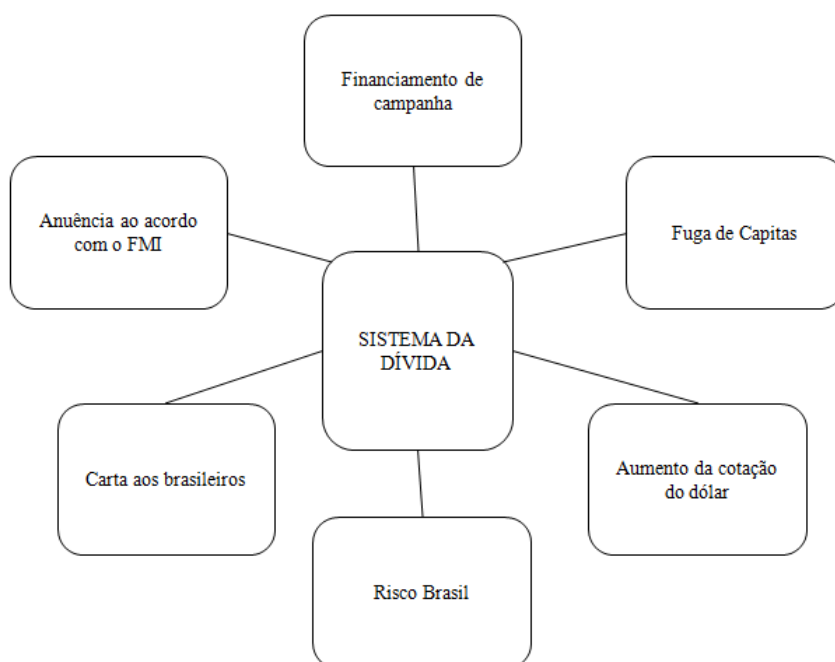 Financiamento de
campanha
Anuência ao acordo
com o FMI
Fuga de Capitas
SISTEMA DA
DÍVIDA
Carta aos brasileiros
Aumento da cotação
do dólar
Risco Brasil